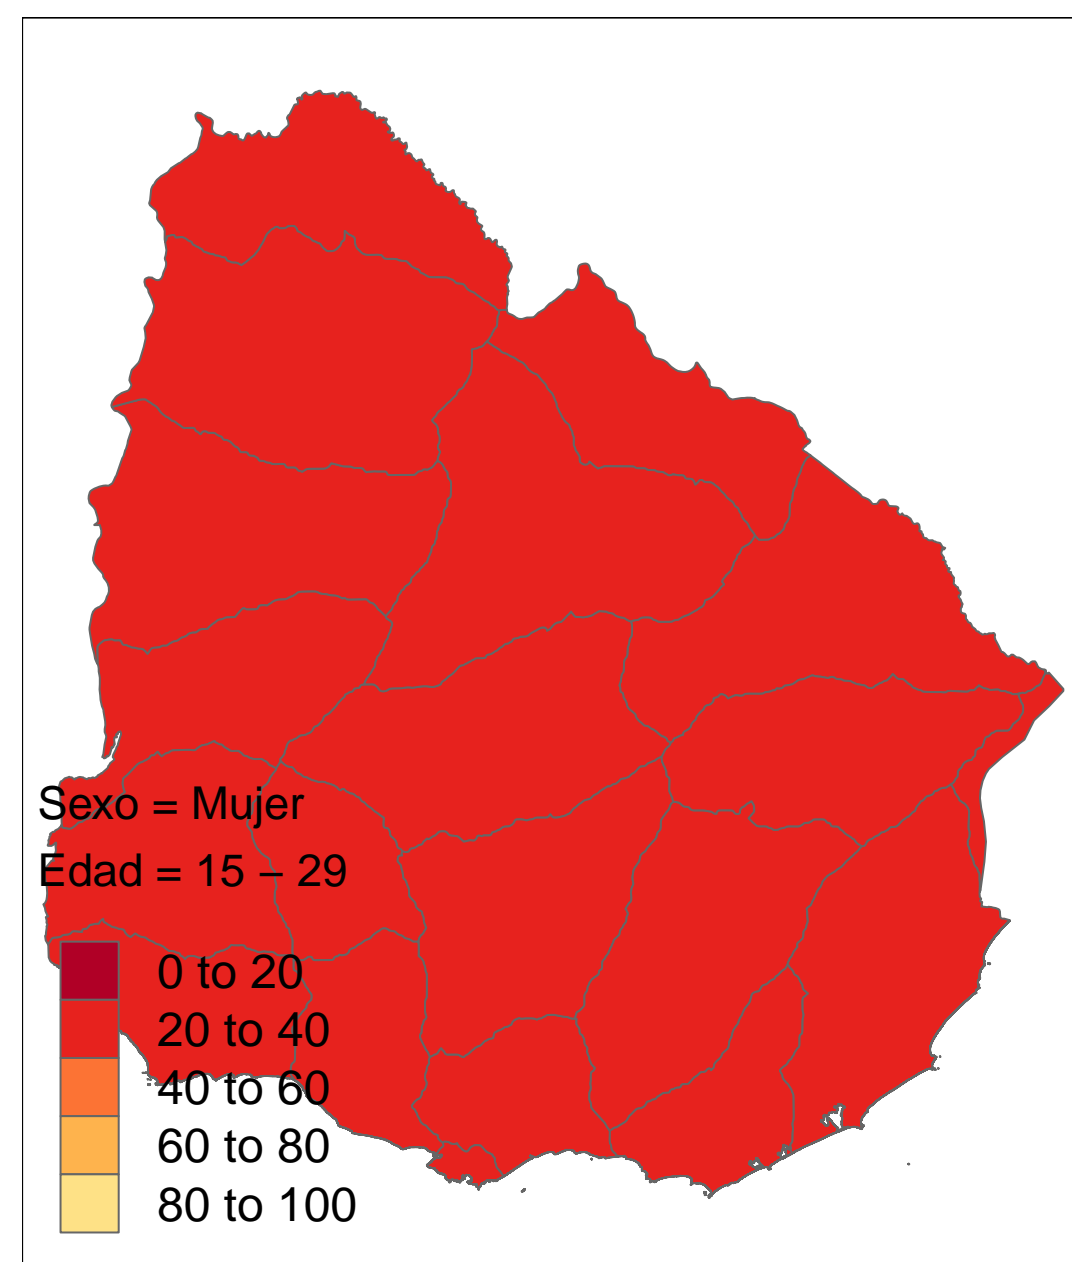 Sexo = Mujer
Edad = 15 – 29
0 to 20
20 to 40
40 to 60
60 to 80
80 to 100